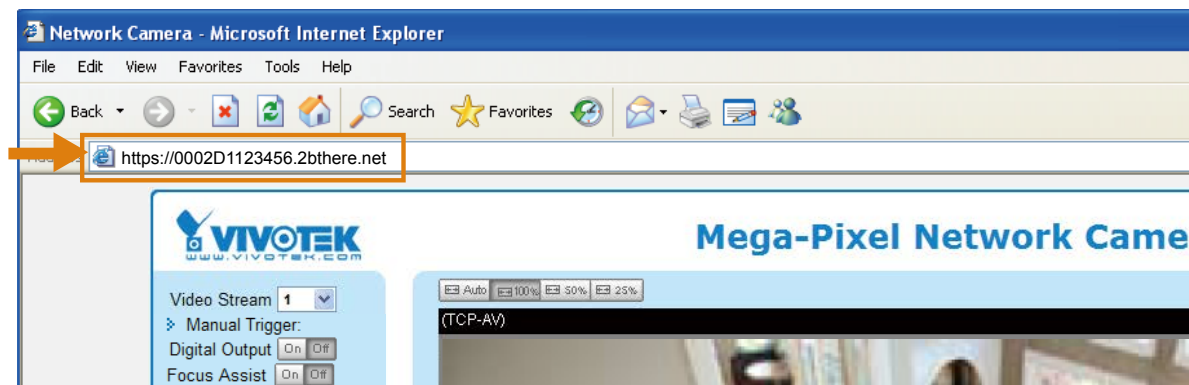 Network Camera - Microsoft Internet Explorer
File Edit View Favorites Tools Help
Back Search Favorites
https://0002D1123456.2bthere.net
VIVOTEK
www.vivotek.com
Mega-Pixel Network Came
Video Stream 1
Auto 100% 50% 25%
Manual Trigger:
(TCP-AV)
Digital Output On Off
Focus Assist On Off